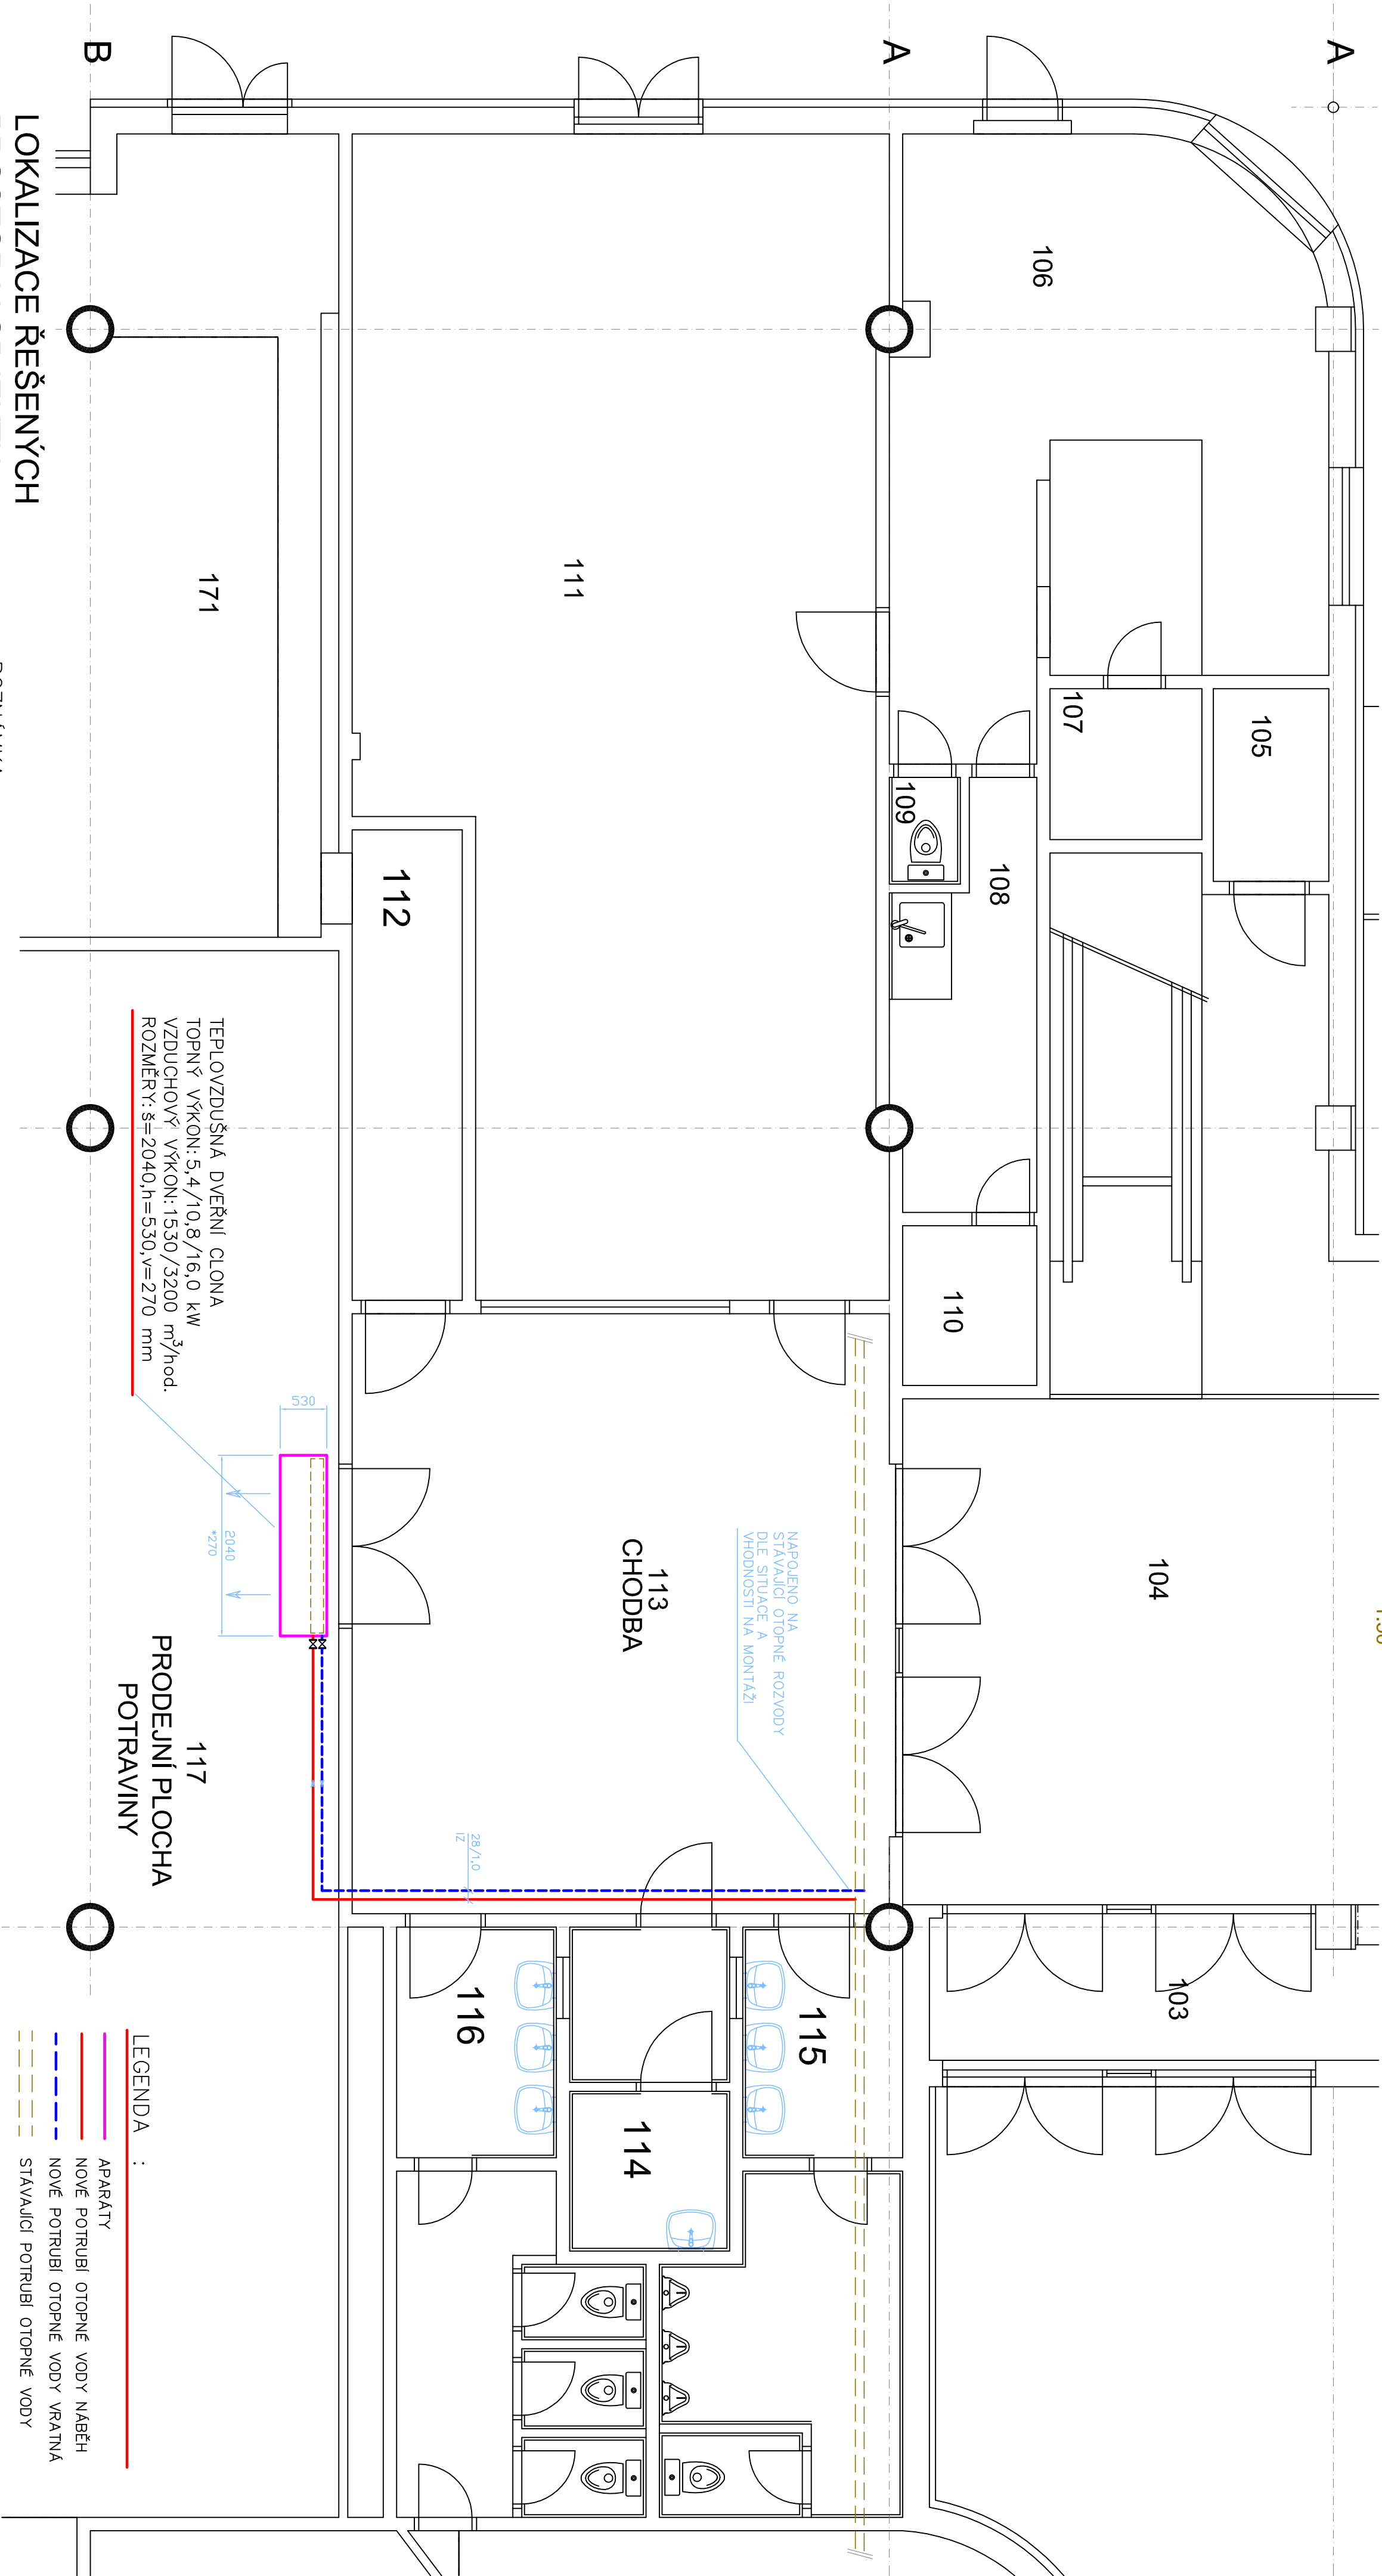 A
A
B
106
105
107
109
108
110
111
112
171
104
103
113
CHODBA
NAPOJENO NA
STÁVAJÍCÍ OTOPNÉ ROZVODY
DLE SITUACE A
VHODNOSTI NA MONTÁŽI
28/1,0
IZ
115
116
114
TEPLOVZDUŠNÁ DVEŘNÍ CLONA
TOPNÝ VÝKON: 5,4/10,8/16,0 kW
VZDUCHOVÝ VÝKON: 1530/3200 m³/hod.
ROZMĚRY: š=2040,h=530,v=270 mm
530
2040
*270
117
PRODEJNÍ PLOCHA
POTRAVINY
LEGENDA :
APARÁTY
NOVÉ POTRUBÍ OTOPNÉ VODY NÁBĚH
NOVÉ POTRUBÍ OTOPNÉ VODY VRATNÁ
STÁVAJÍCÍ POTRUBÍ OTOPNÉ VODY
LOKALIZACE ŘEŠENÝCH